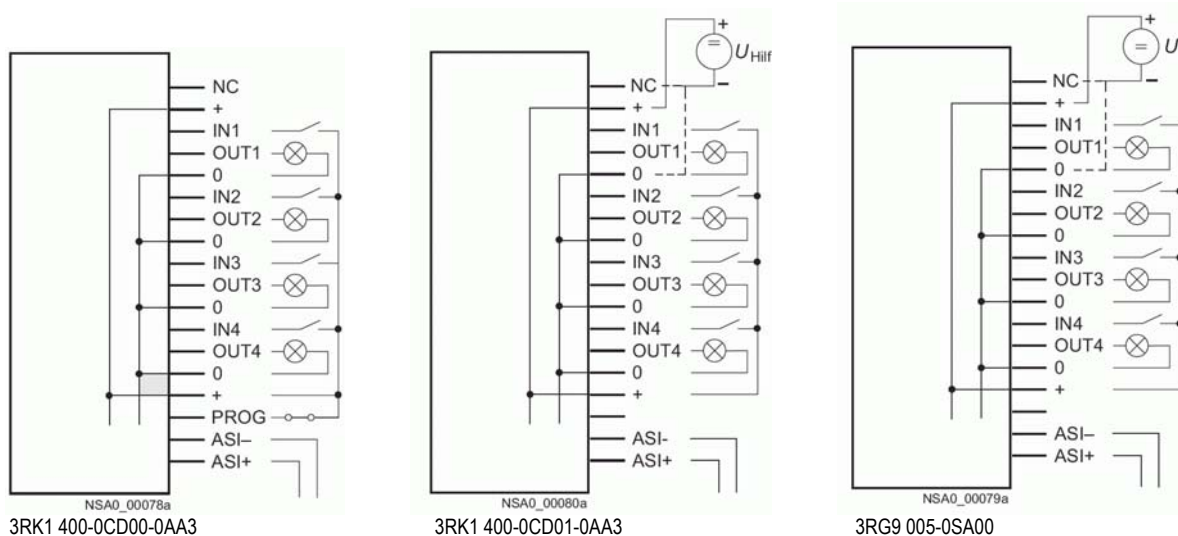 NC
+
IN1
OUT1
0
IN2
OUT2
0
IN3
OUT3
0
IN4
OUT4
0
+
PROG
ASI–
ASI+
NSA0_00078a
3RK1 400-0CD00-0AA3
+
= U Hilf
–
NC
+
IN1
OUT1
0
IN2
OUT2
0
IN3
OUT3
0
IN4
OUT4
0
+
ASI-
ASI+
NSA0_00080a
3RK1 400-0CD01-0AA3
+
= U
–
NC
+
IN1
OUT1
0
IN2
OUT2
0
IN3
OUT3
0
IN4
OUT4
0
+
ASI–
ASI+
NSA0_00079a
3RG9 005-0SA00